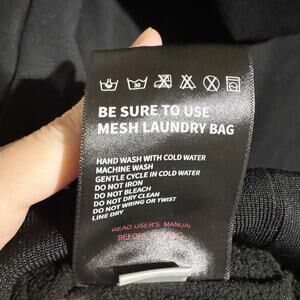 30
BE SURE TO USE
MESH LAUNDRY BAG
HAND WASH WITH COLD WATER
MACHINE WASH
GENTLE CYCLE IN COLD WATER
DO NOT IRON
DO NOT BLEACH
DO NOT DRY CLEAN
DO NOT WRING OR TWIST
LINE DRY
READ USER'S MANUAL
BEFORE